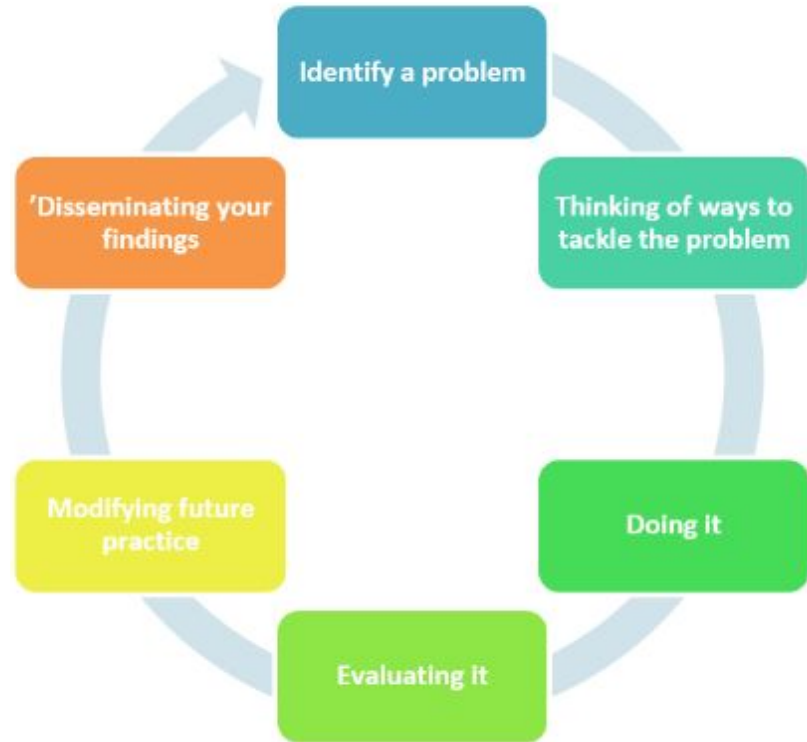 Identify a problem
Thinking of ways to
tackle the problem
Doing it
Evaluating it
Modifying future
practice
’Disseminating your
findings